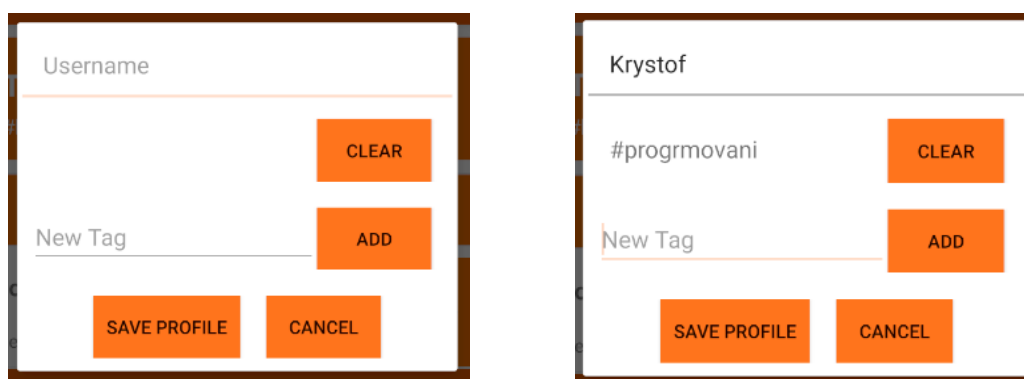 Username
CLEAR
New Tag
ADD
SAVE PROFILE
CANCEL
Krystof
#progrmovani
CLEAR
New Tag
ADD
SAVE PROFILE
CANCEL